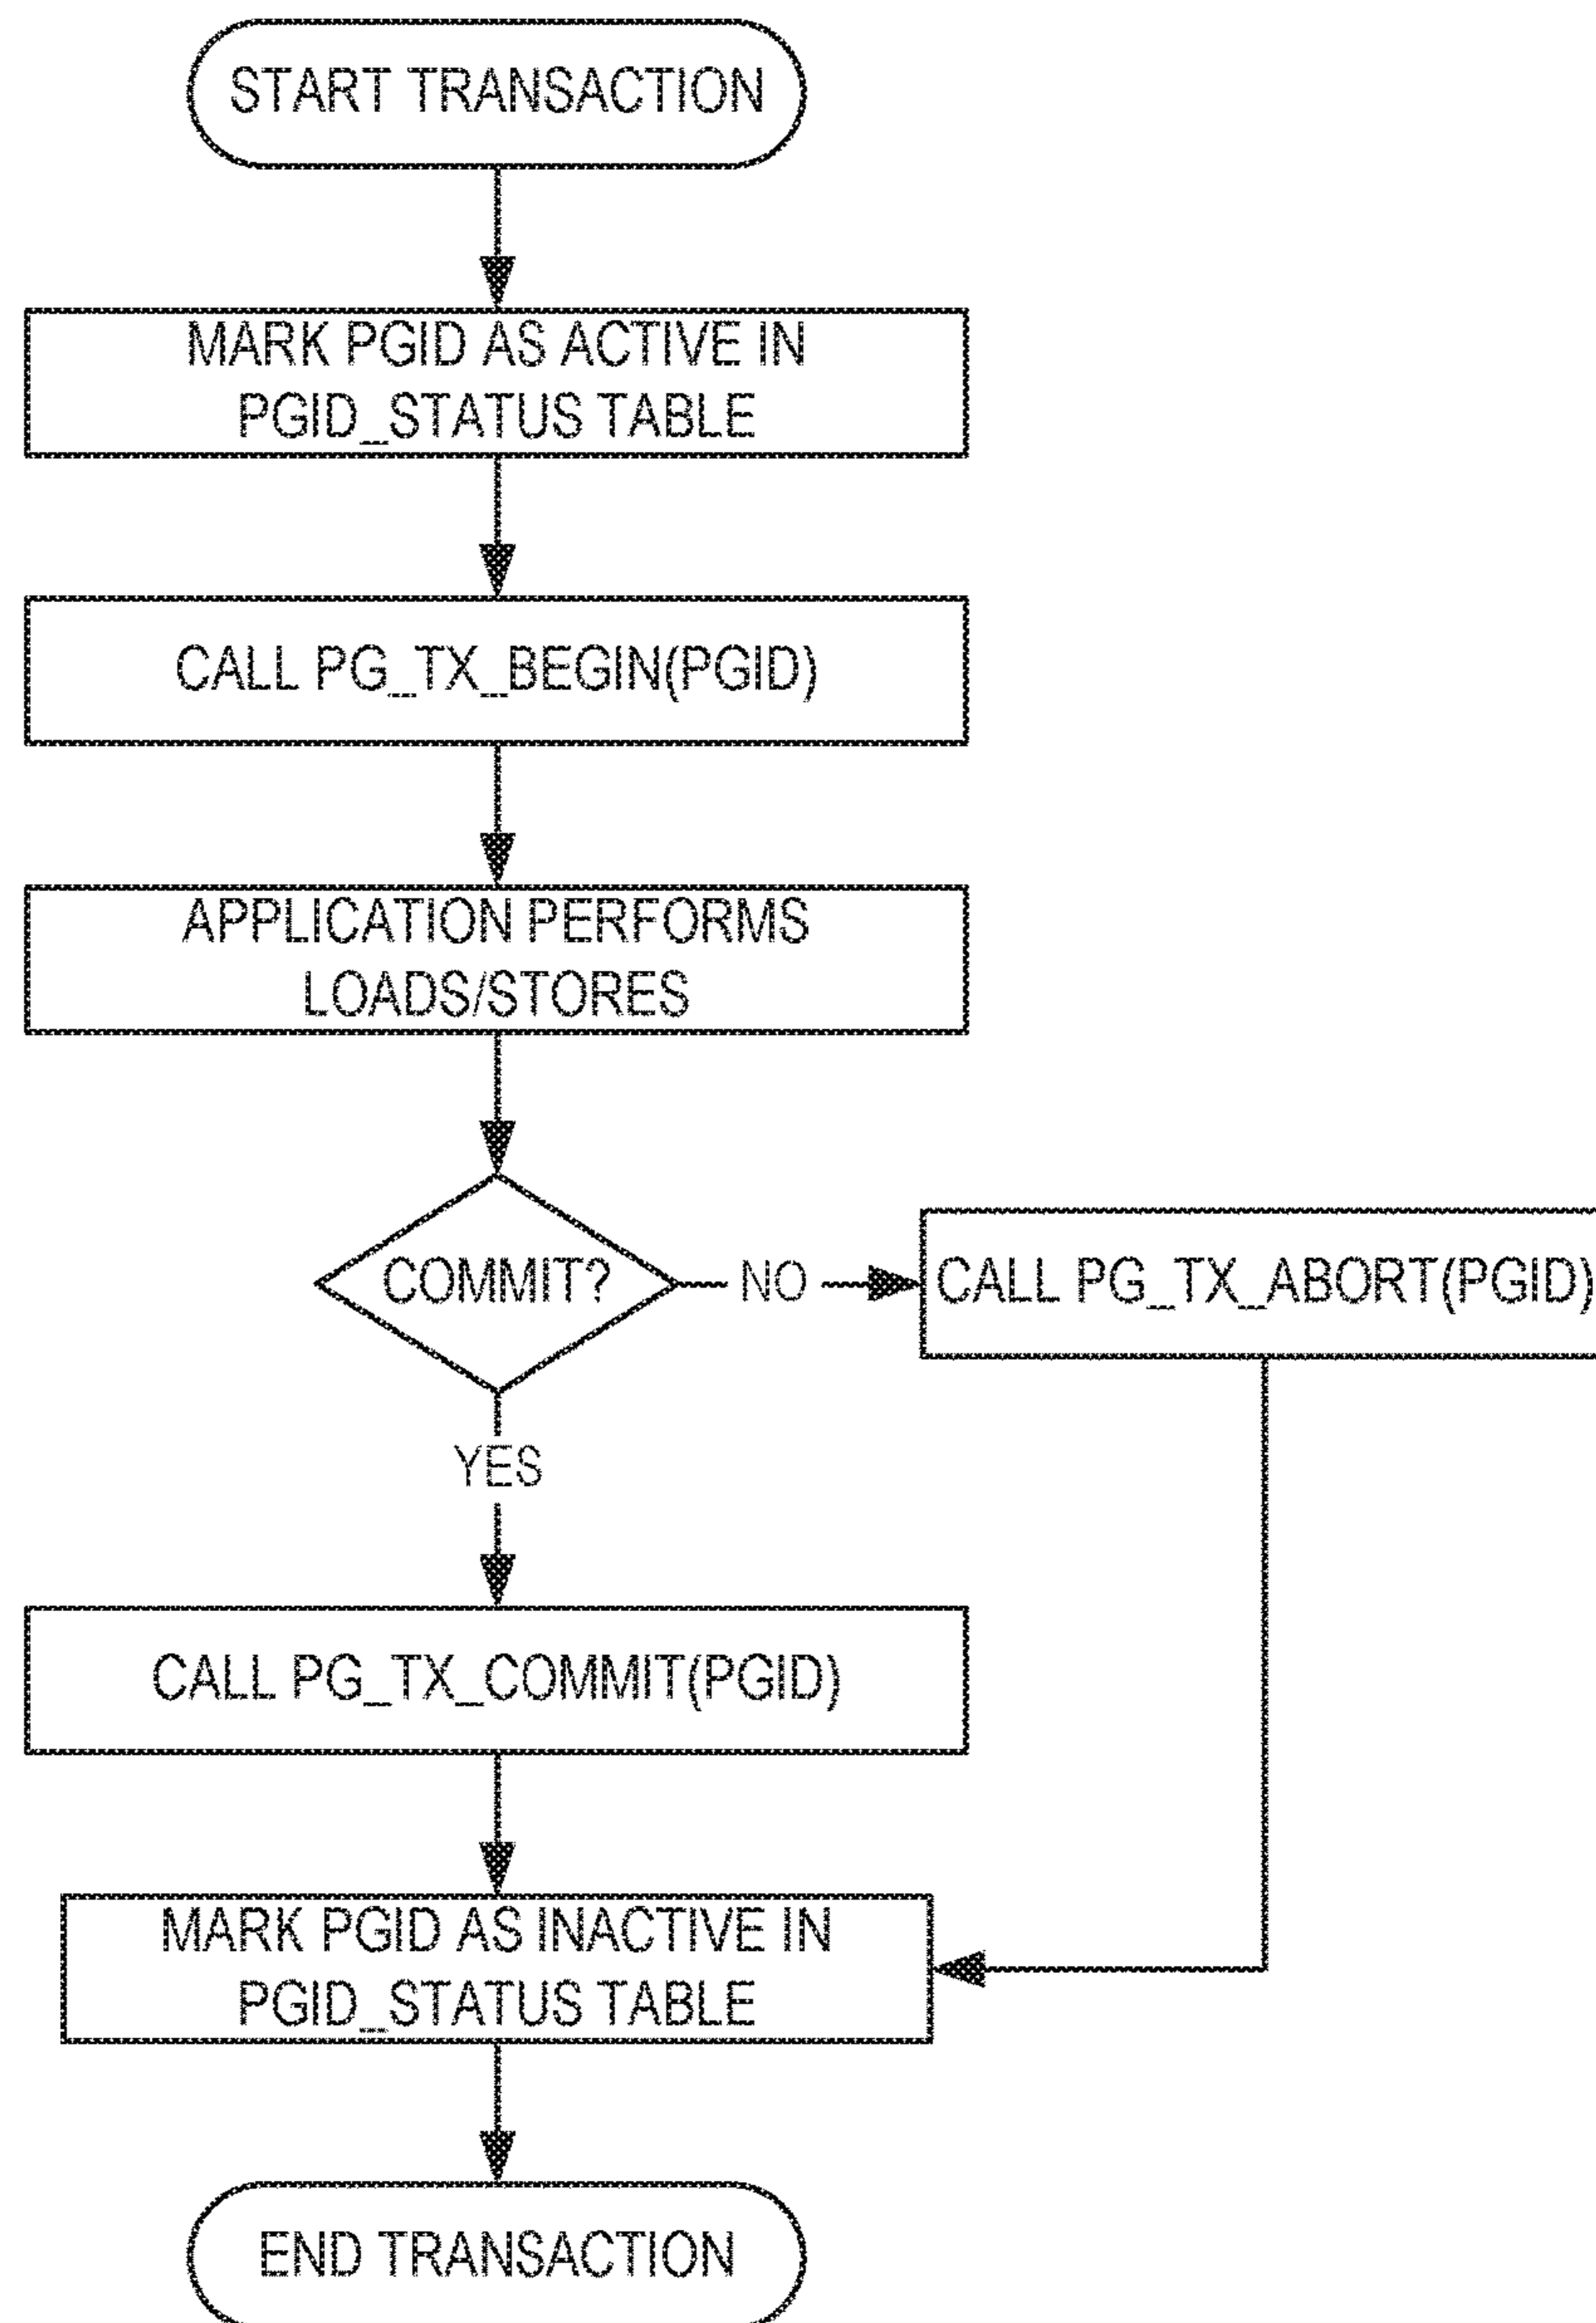 START TRANSACTION
MARK PGID AS ACTIVE IN
PGID_STATUS TABLE
CALL PG_TX_BEGIN(PGID)
APPLICATION PERFORMS
LOADS/STORES
COMMIT?
NO
CALL PG_TX_ABORT(PGID)
YES
CALL PG_TX_COMMIT(PGID)
MARK PGID AS INACTIVE IN
PGID_STATUS TABLE
END TRANSACTION